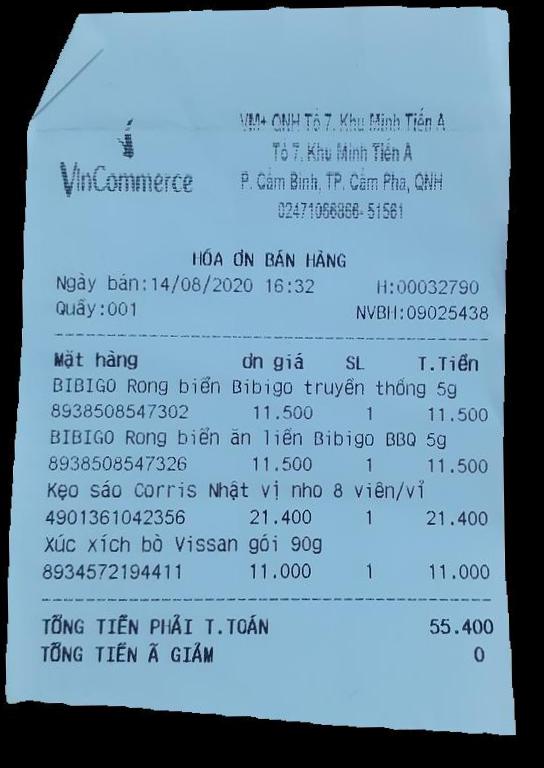 VinCommerce
VM+ QNH Tổ 7, Khu Minh Tiến A
Tổ 7, Khu Minh Tiến A
P. Cẩm Bình, TP. Cẩm Phả, QNH
02471066866-51561
HÓA ƠN BÁN HÀNG
Ngày bán:14/08/2020 16:32 H:00032790
Quầy:001 NVBH:09025438
Mặt hàng ơn giá SL T.Tiền
BIBIGO Rong biển Bibigo truyền thống 5g
8938508547302 11.500 1 11.500
BIBIGO Rong biển ăn liền Bibigo BBQ 5g
8938508547326 11.500 1 11.500
Kẹo sáo Corris Nhật vị nho 8 viên/vỉ
4901361042356 21.400 1 21.400
Xúc xích bò Vissan gói 90g
8934572194411 11.000 1 11.000
TỔNG TIỀN PHẢI T.TOÁN 55.400
TỔNG TIỀN Ã GIẢM 0